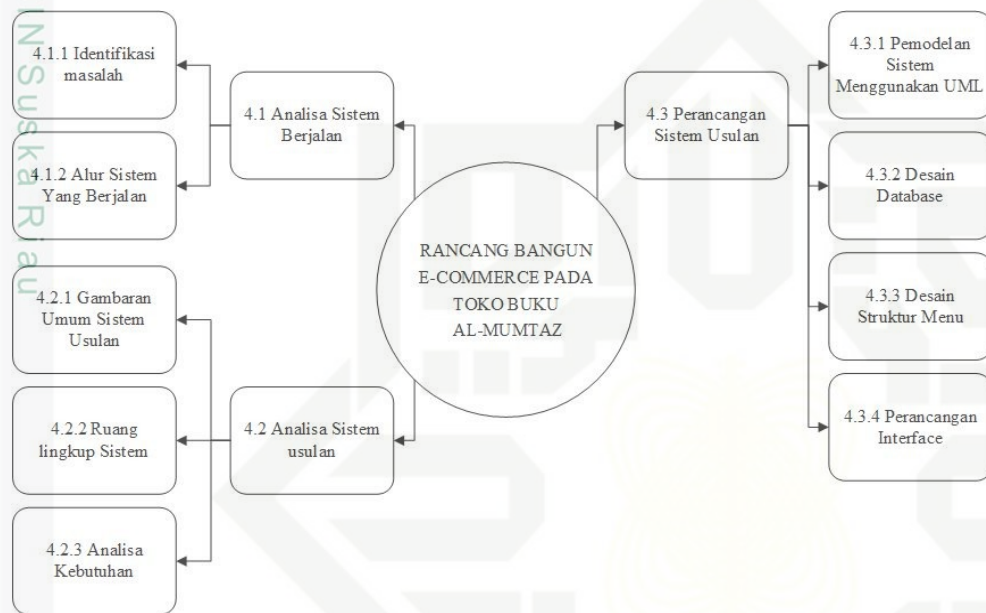 IN Suska Riau
4.1.1 Identifikasi
masalah
4.1 Analisa Sistem
Berjalan
4.1.2 Alur Sistem
Yang Berjalan
4.2.1 Gambaran
Umum Sistem
Usulan
4.2.2 Ruang
lingkup Sistem
4.2 Analisa Sistem
usulan
4.2.3 Analisa
Kebutuhan
RANCANG BANGUN
E-COMMERCE PADA
TOKO BUKU
AL-MUMTAZ
4.3 Perancangan
Sistem Usulan
4.3.1 Pemodelan
Sistem
Menggunakan UML
4.3.2 Desain
Database
4.3.3 Desain
Struktur Menu
4.3.4 Perancangan
Interface